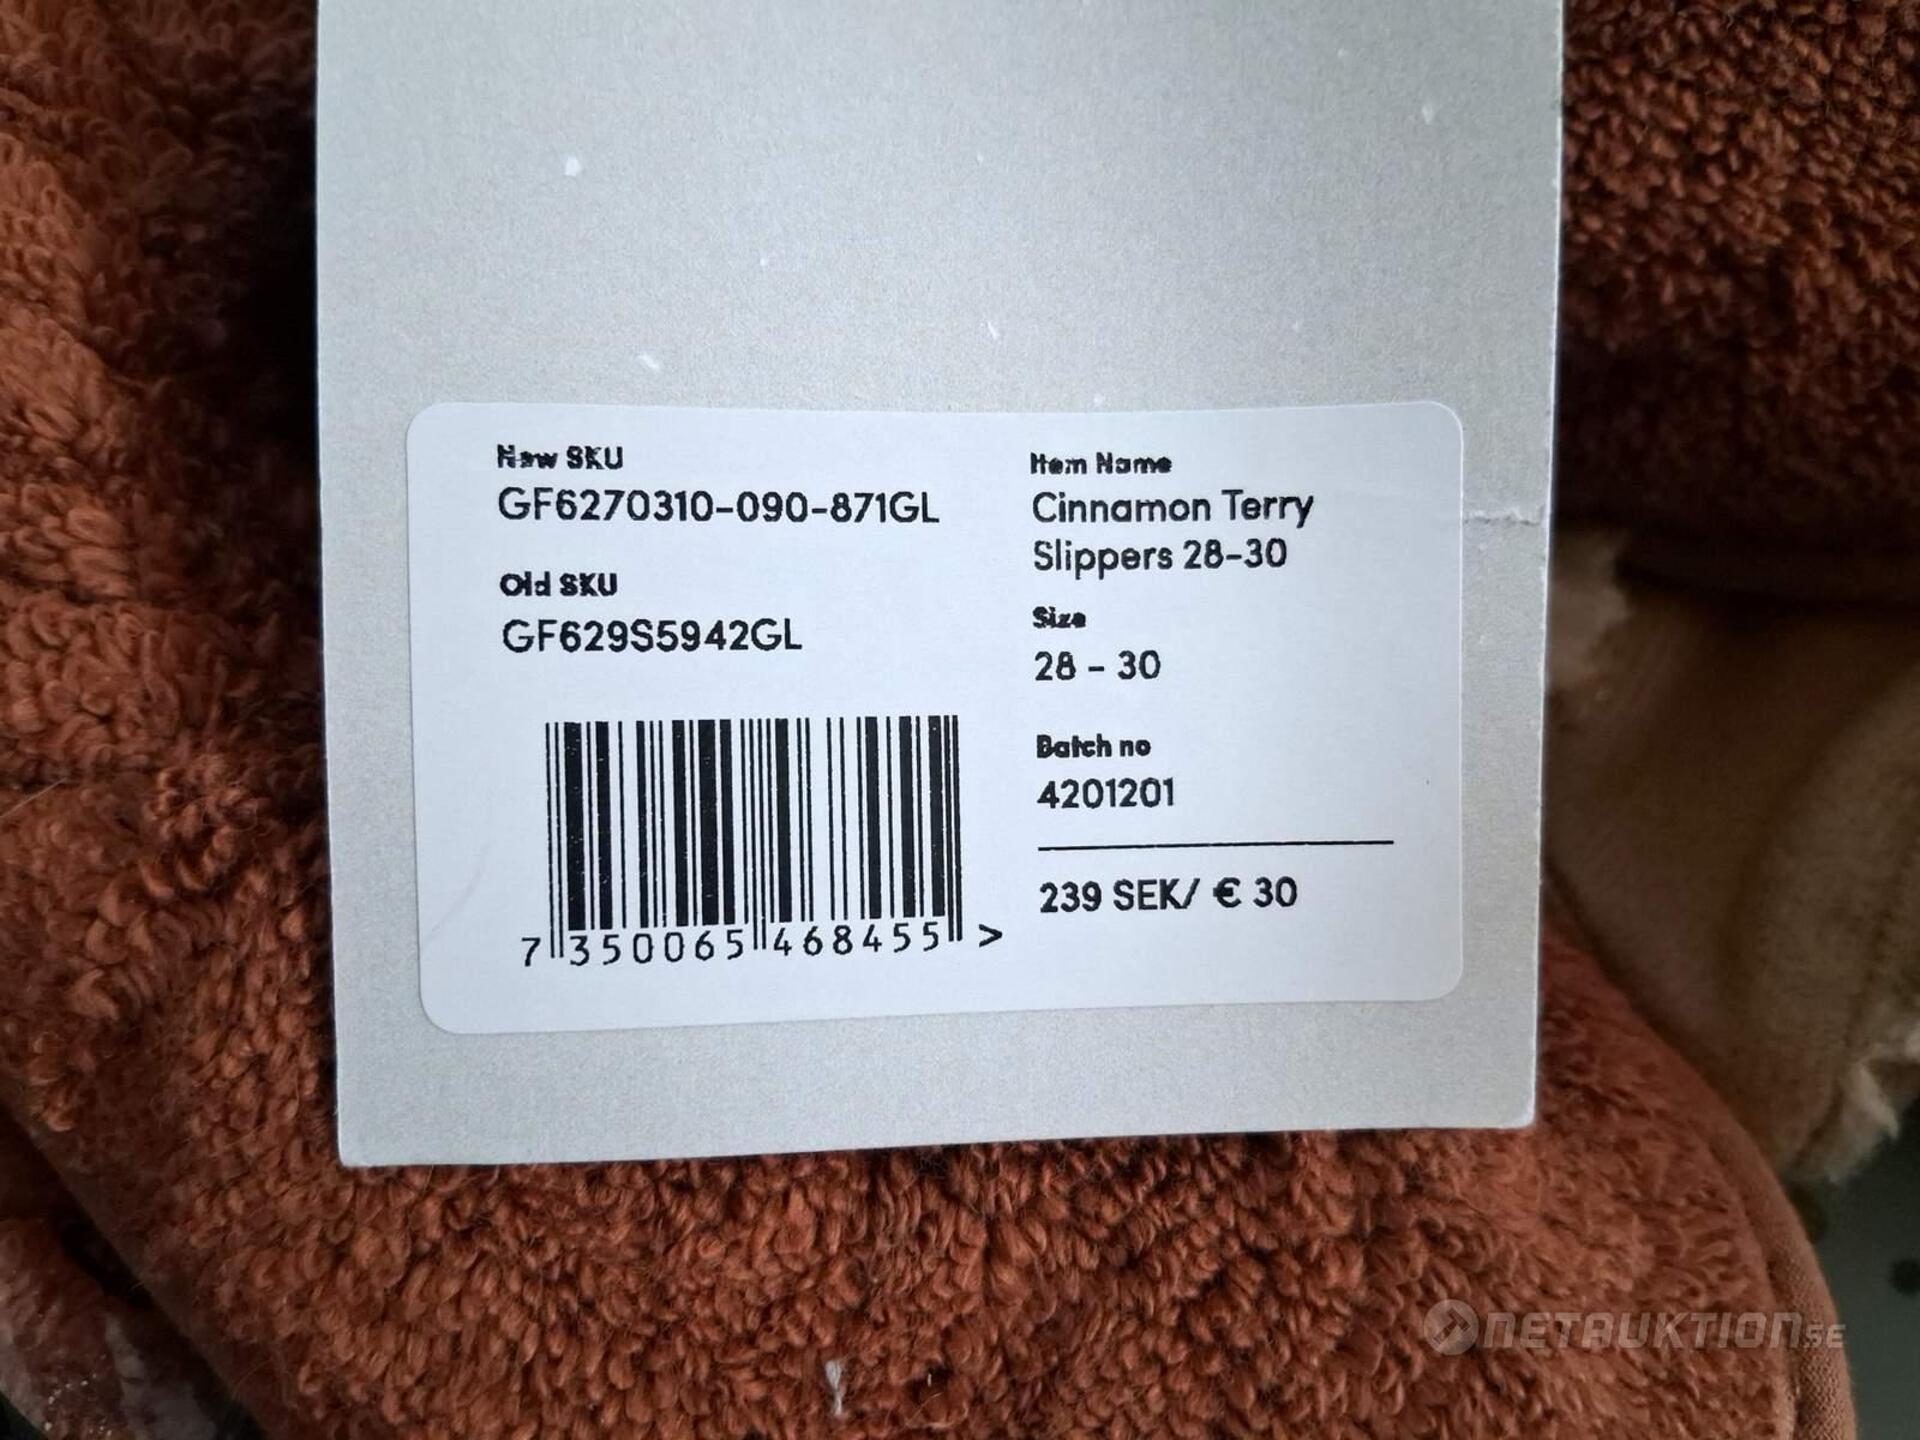 New SKU
GF6270310-090-871GL
Old SKU
GF629S5942GL
7 350065 468455 >
Item Name
Cinnamon Terry
Slippers 28-30
Size
28 - 30
Batch no
4201201
239 SEK/ € 30
NETAUKTION.SE